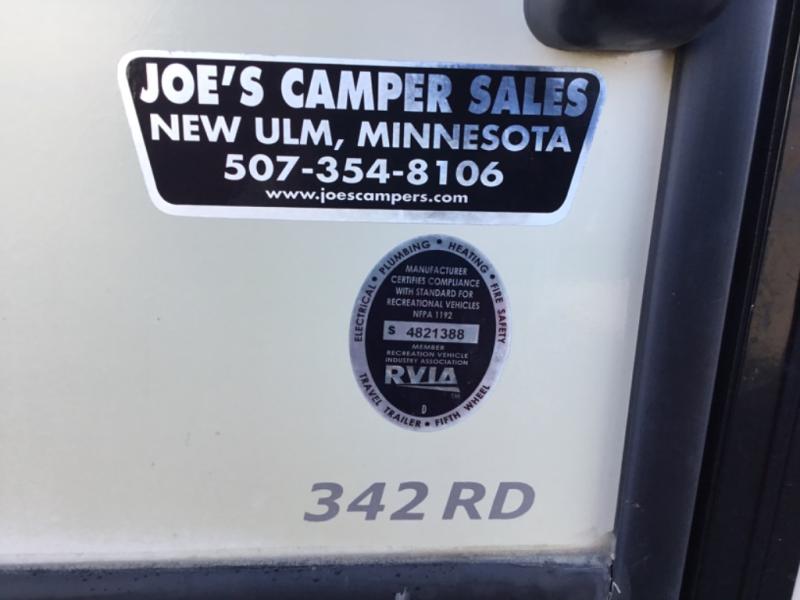 JOE'S CAMPER SALES
NEW ULM, MINNESOTA
507-354-8106
www.joescampers.com
ELECTRICAL • PLUMBING • HEATING • FIRE SAFETY
MANUFACTURER
CERTIFIES COMPLIANCE
WITH STANDARD FOR
RECREATIONAL VEHICLES
NFPA 1192
S 4821388
MEMBER
RECREATION VEHICLE
INDUSTRY ASSOCIATION
RVIA
TM
D
TRAVEL TRAILER • FIFTH WHEEL
342 RD